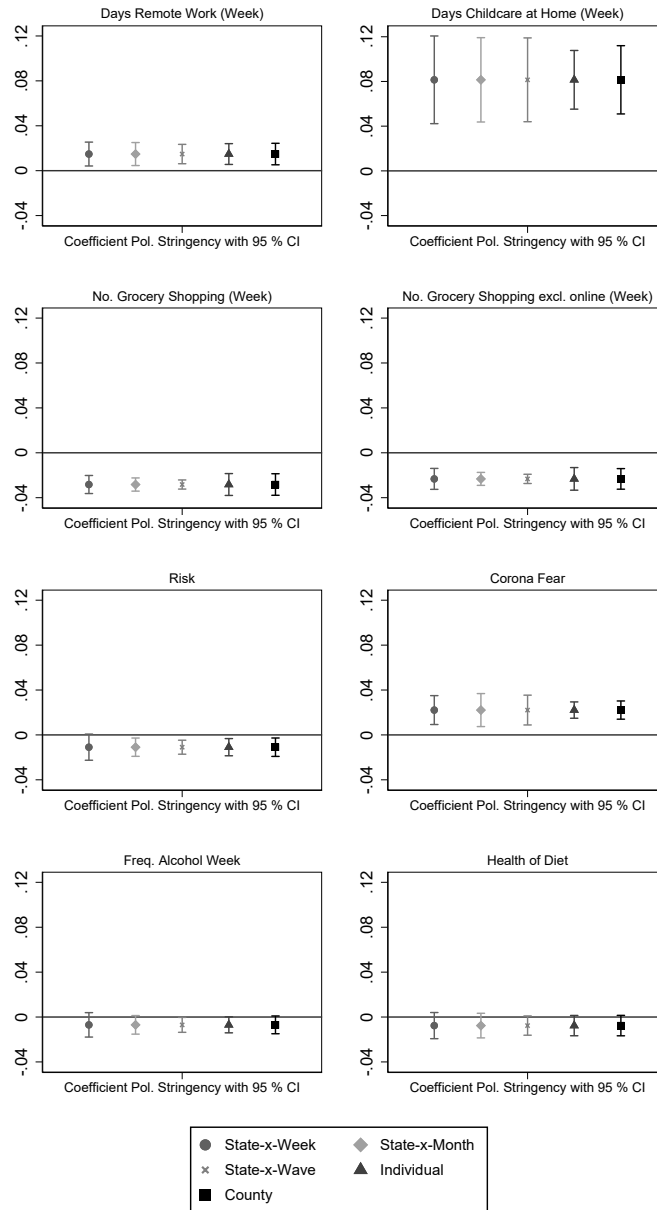 Days Remote Work (Week)
Days Childcare at Home (Week)
.12
.08
.04
0
-.04
.12
.08
.04
0
-.04
Coefficient Pol. Stringency with 95 % CI
Coefficient Pol. Stringency with 95 % CI
No. Grocery Shopping (Week)
No. Grocery Shopping excl. online (Week)
.12
.08
.04
0
-.04
.12
.08
.04
0
-.04
Coefficient Pol. Stringency with 95 % CI
Coefficient Pol. Stringency with 95 % CI
Risk
Corona Fear
.12
.08
.04
0
-.04
.12
.08
.04
0
-.04
Coefficient Pol. Stringency with 95 % CI
Coefficient Pol. Stringency with 95 % CI
Freq. Alcohol Week
Health of Diet
.12
.08
.04
0
-.04
.12
.08
.04
0
-.04
Coefficient Pol. Stringency with 95 % CI
Coefficient Pol. Stringency with 95 % CI
State-x-Week
State-x-Month
State-x-Wave
Individual
County